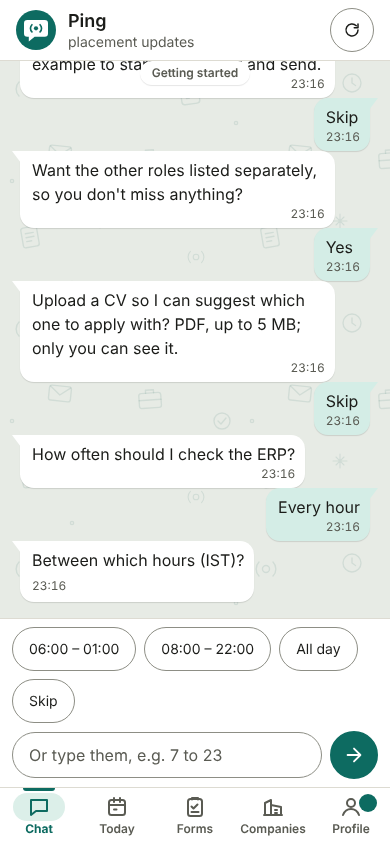 Ping
placement updates
example to star
and send.
Getting started
23:16
Skip
23:16
Want the other roles listed separately,
so you don't miss anything?
23:16
Yes
23:16
Upload a CV so I can suggest which
one to apply with? PDF, up to 5 MB;
only you can see it.
23:16
Skip
23:16
How often should I check the ERP?
23:16
Every hour
23:16
Between which hours (IST)?
23:16
06:00 – 01:00
08:00 – 22:00
All day
Skip
Or type them, e.g. 7 to 23
Chat
Today
Forms
Companies
Profile